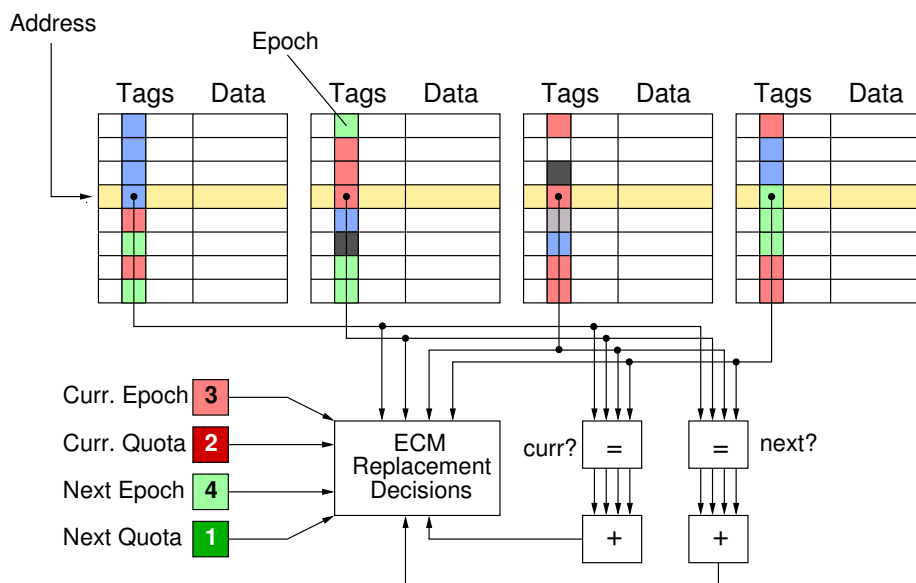 Address
Epoch
Tags Data
Tags Data
Tags Data
Tags Data
Curr. Epoch 3
Curr. Quota 2
Next Epoch 4
Next Quota 1
ECM
Replacement
Decisions
curr?
=
=
next?
+
+